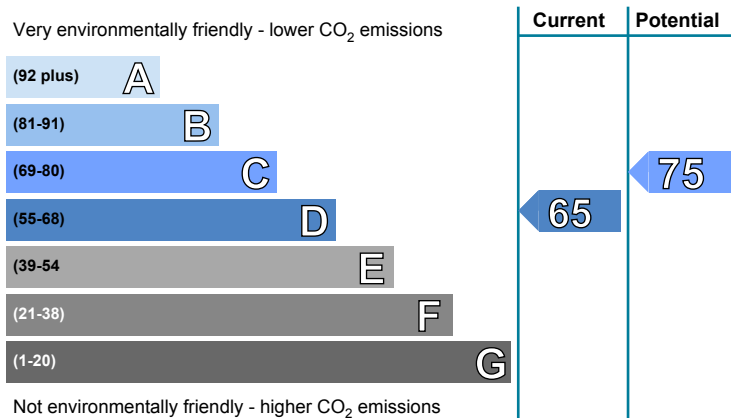 Very environmentally friendly - lower CO2 emissions
Current
Potential
(92 plus) A
(81-91) B
(69-80) C
75
(55-68) D
65
(39-54 E
(21-38) F
(1-20) G
Not environmentally friendly - higher CO2 emissions